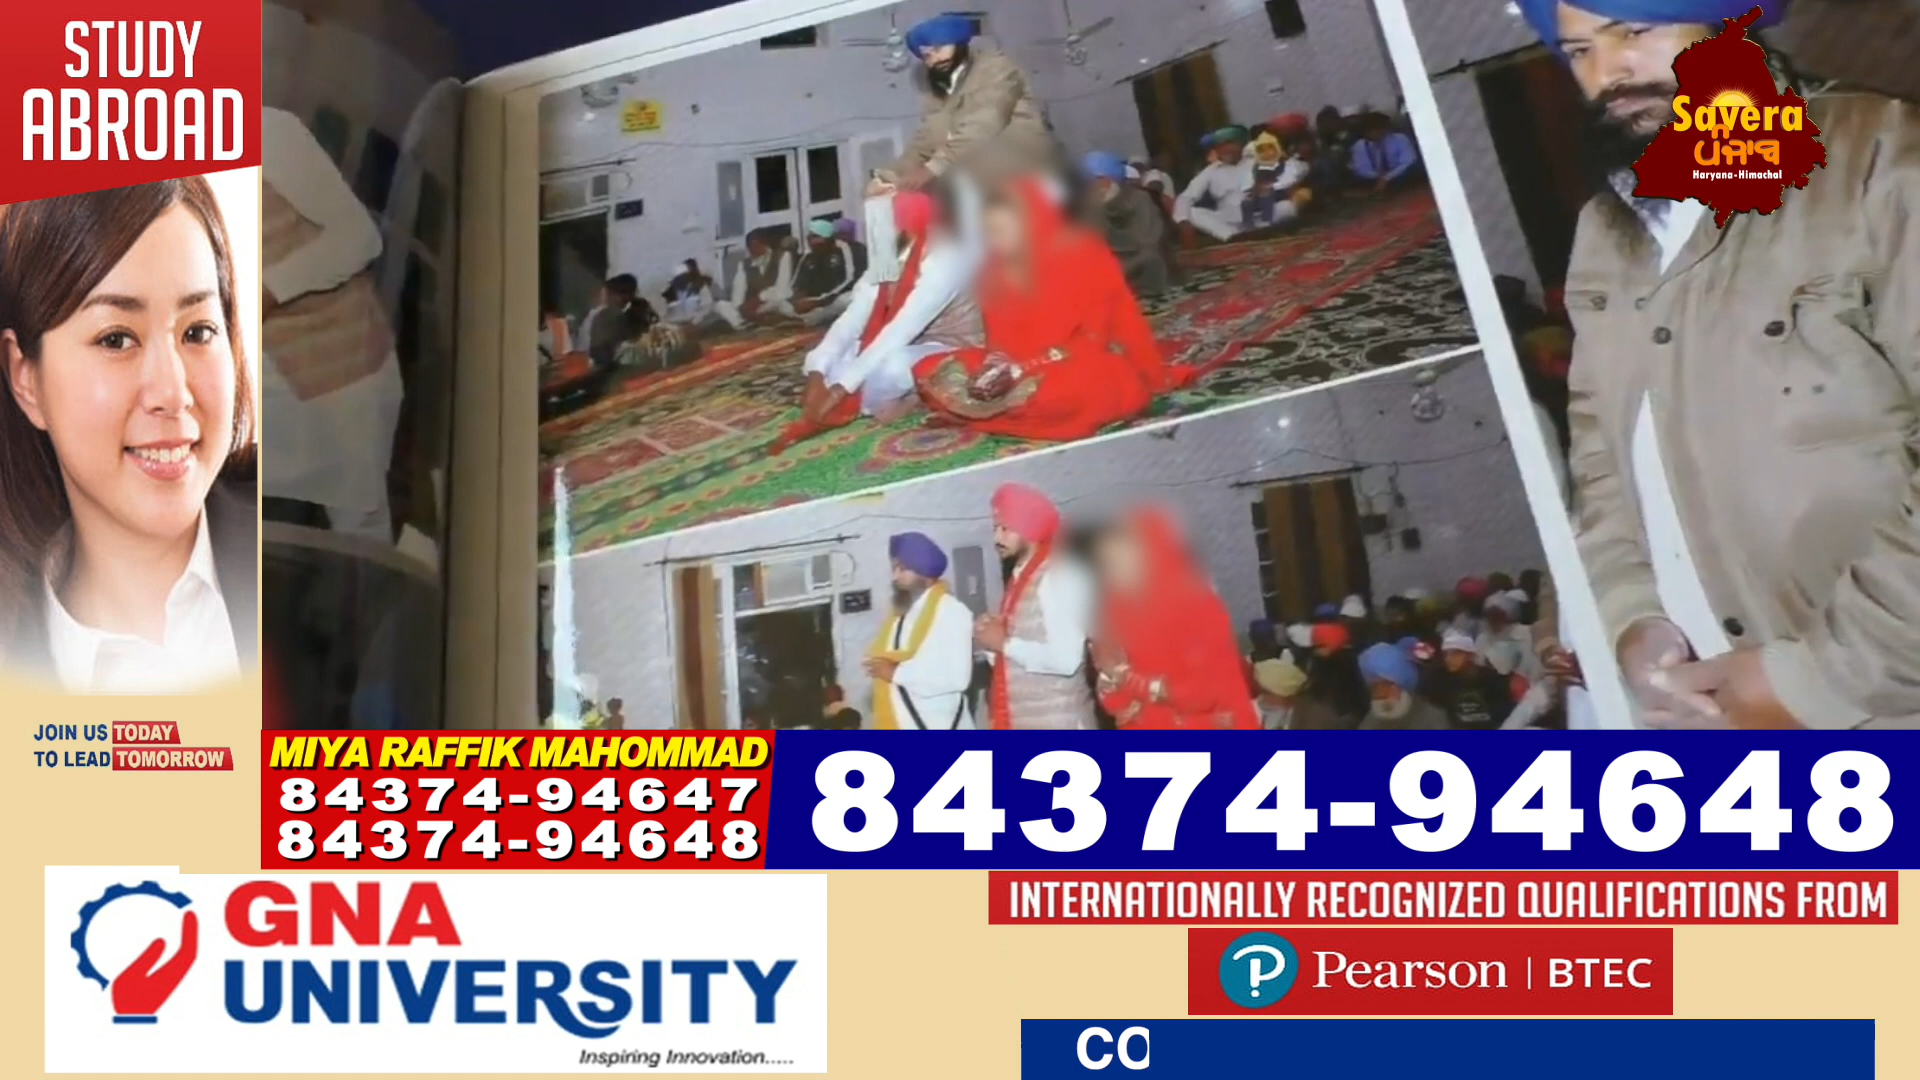 STUDY
ABROAD
Savera
ਪੰਜਾਬ
Haryana-Himachal
JOIN US TODAY
TO LEAD TOMORROW
MIYA RAFFIK MAHOMMAD
84374-94647
84374-94648
84374-94648
GNA
UNIVERSITY
Inspiring Innovation.....
INTERNATIONALLY RECOGNIZED QUALIFICATIONS FROM
Pearson | BTEC
CO